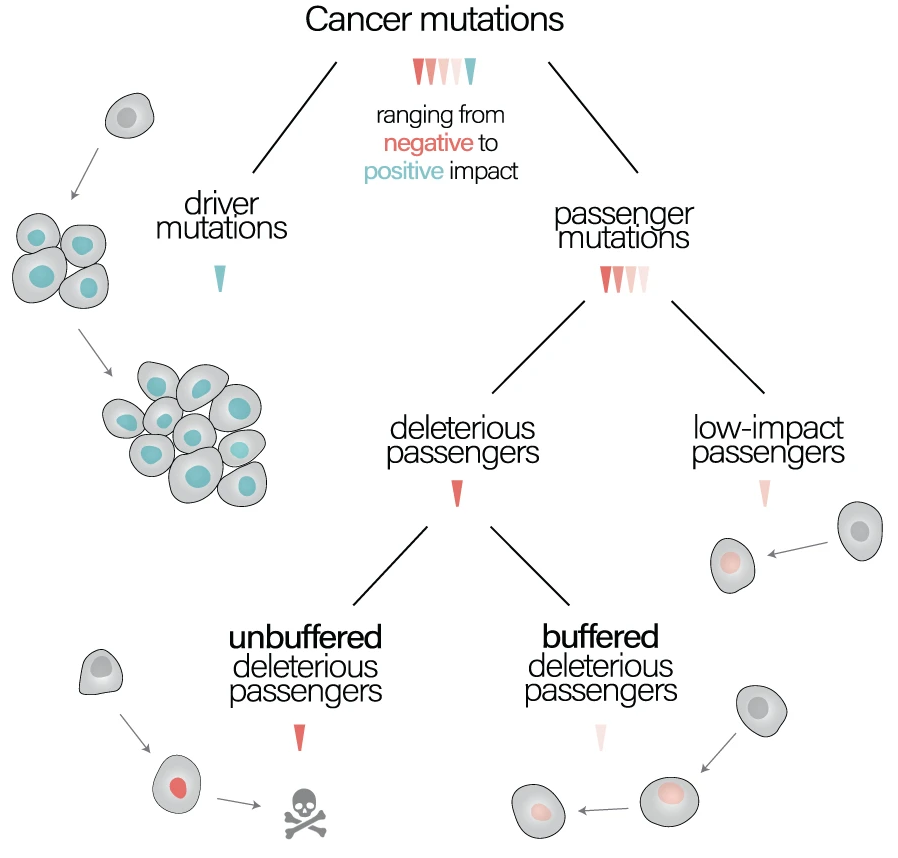 Cancer mutations
ranging from
negative to
positive impact
driver
mutations
passenger
mutations
deleterious
passengers
low-impact
passengers
unbuffered
deleterious
passengers
buffered
deleterious
passengers